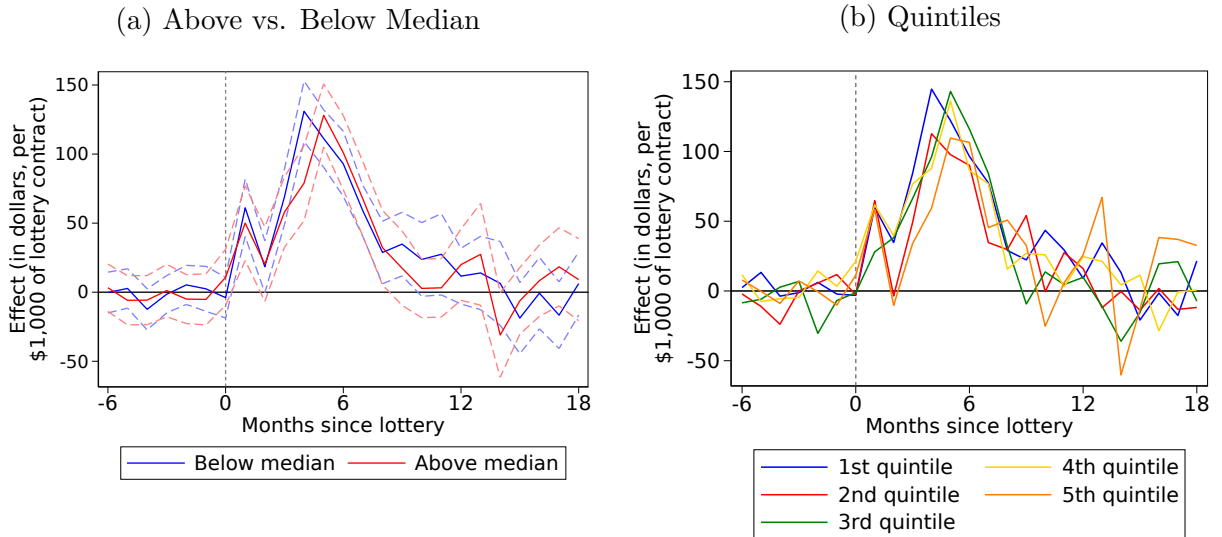 (a) Above vs. Below Median
Effect (in dollars, per
$1,000 of lottery contract)
150
100
50
0
-50
-6
0
6
12
18
Months since lottery
Below median
Above median
(b) Quintiles
Effect (in dollars, per
$1,000 of lottery contract)
150
100
50
0
-50
-6
0
6
12
18
Months since lottery
1st quintile
4th quintile
2nd quintile
5th quintile
3rd quintile